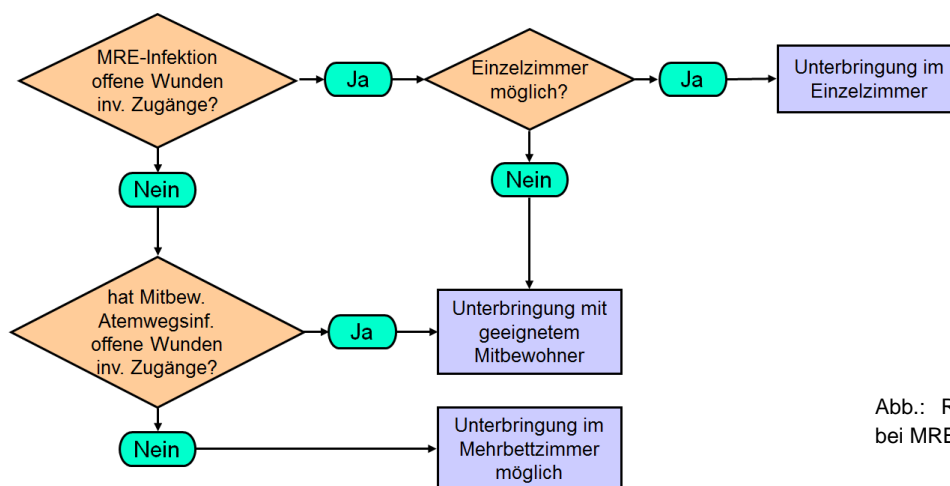 MRE-Infektion
offene Wunden
inv. Zugänge?
Ja
Einzelzimmer
möglich?
Ja
Unterbringung im
Einzelzimmer
Nein
Nein
hat Mitbew.
Atemwegsinf.
offene Wunden
inv. Zugänge?
Ja
Unterbringung mit
geeignetem
Mitbewohner
Nein
Unterbringung im
Mehrbettzimmer
möglich
Abb.:
bei MRE